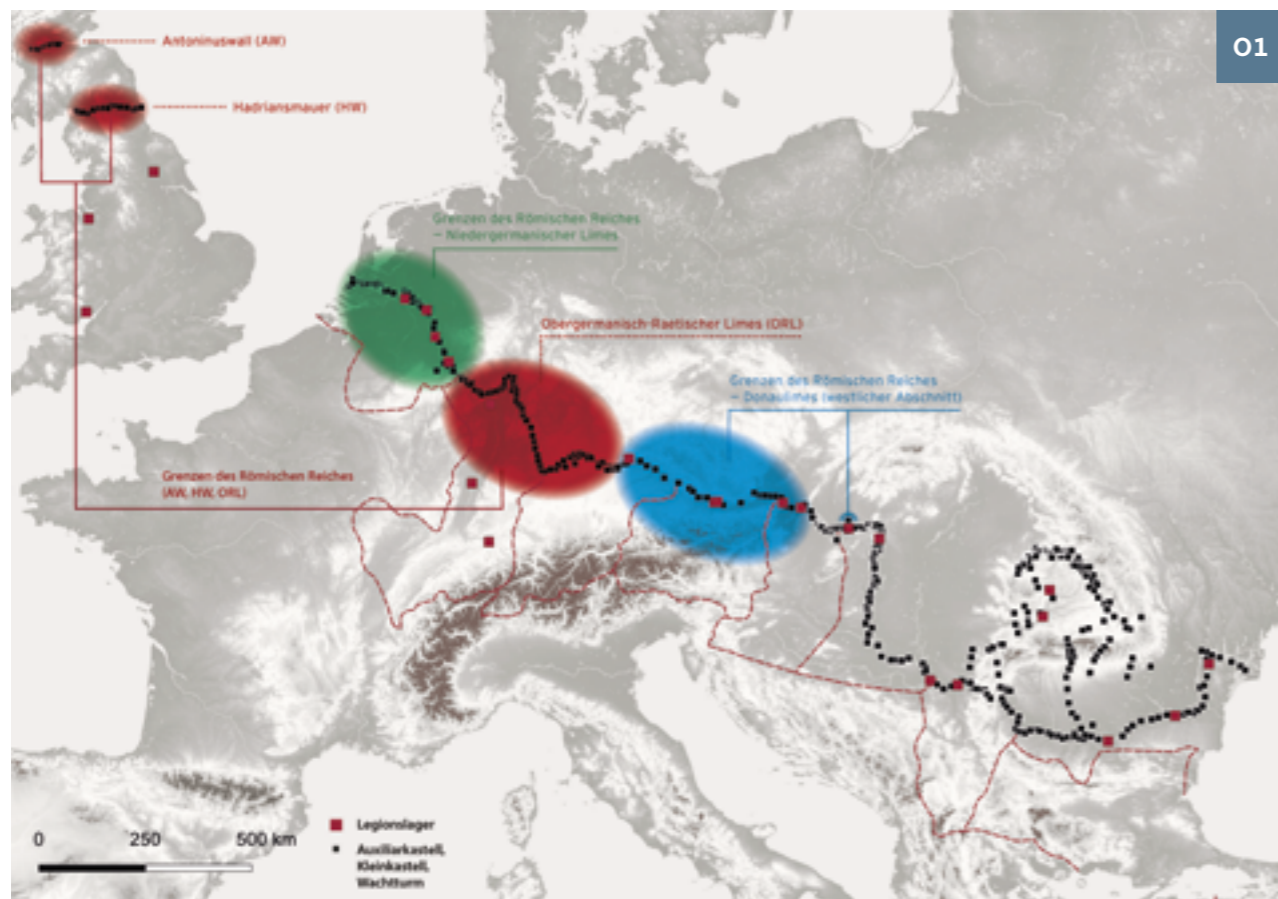 01
Antoninuswall (AW)
Hadriansmauer (HW)
Grenzen des Römischen Reiches
— Niedergermanischer Limes
Obergermanisch-Raetischer Limes (ORL)
Grenzen des Römischen Reiches
— Donaulimes (westlicher Abschnitt)
Grenzen des Römischen Reiches
(AW, HW, ORL)
0 250 500 km
Legionslager
Auxiliarkastell,
Kleinkastell,
Wachtturm